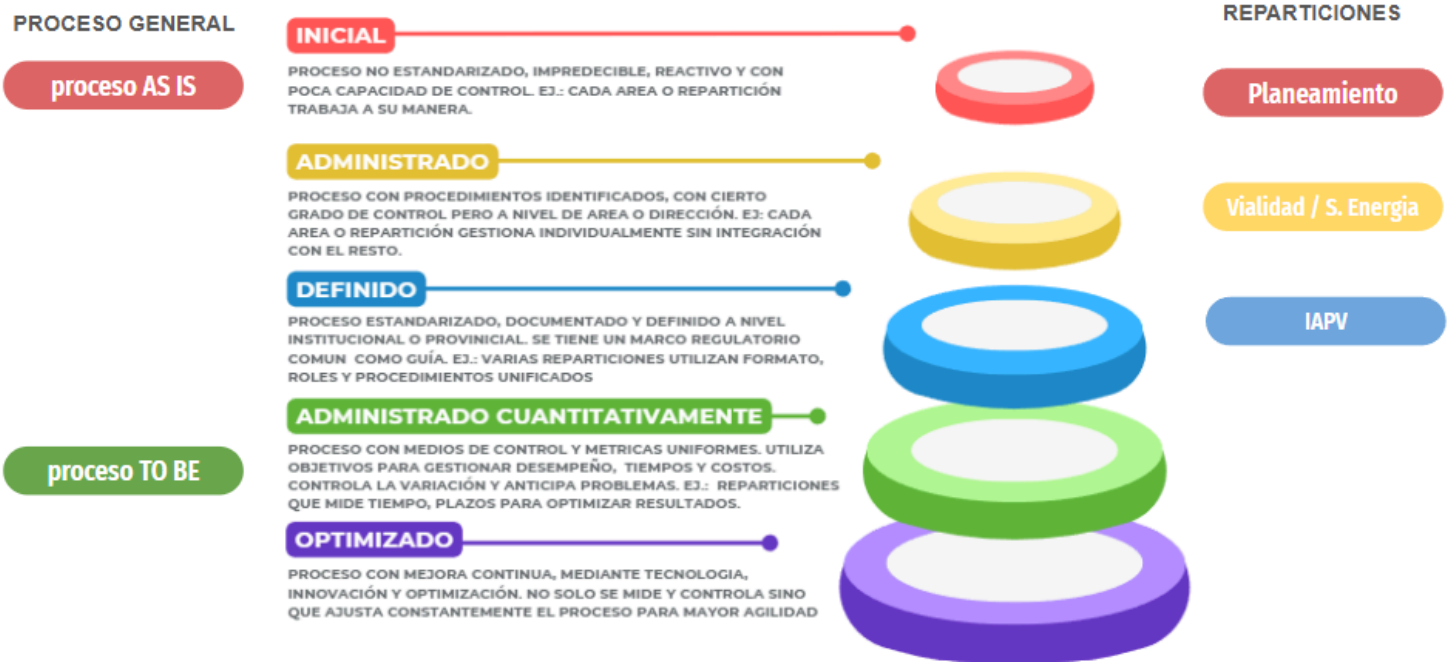 PROCESO GENERAL
proceso AS IS
proceso TO BE
INICIAL
PROCESO NO ESTANDARIZADO, IMPREDECIBLE, REACTIVO Y CON
POCA CAPACIDAD DE CONTROL. EJ.: CADA AREA O REPARTICIÓN
TRABAJA A SU MANERA.
ADMINISTRADO
PROCESO CON PROCEDIMIENTOS IDENTIFICADOS, CON CIERTO
GRADO DE CONTROL PERO A NIVEL DE AREA O DIRECCIÓN. EJ: CADA
AREA O REPARTICIÓN GESTIONA INDIVIDUALMENTE SIN INTEGRACIÓN
CON EL RESTO.
DEFINIDO
PROCESO ESTANDARIZADO, DOCUMENTADO Y DEFINIDO A NIVEL
INSTITUCIONAL O PROVINICIAL. SE TIENE UN MARCO REGULATORIO
COMUN COMO GUÍA. EJ.: VARIAS REPARTICIONES UTILIZAN FORMATO,
ROLES Y PROCEDIMIENTOS UNIFICADOS
ADMINISTRADO CUANTITATIVAMENTE
PROCESO CON MEDIOS DE CONTROL Y METRICAS UNIFORMES. UTILIZA
OBJETIVOS PARA GESTIONAR DESEMPEÑO, TIEMPOS Y COSTOS.
CONTROLA LA VARIACIÓN Y ANTICIPA PROBLEMAS. EJ.: REPARTICIONES
QUE MIDE TIEMPO, PLAZOS PARA OPTIMIZAR RESULTADOS.
OPTIMIZADO
PROCESO CON MEJORA CONTINUA, MEDIANTE TECNOLOGIA,
INNOVACIÓN Y OPTIMIZACIÓN. NO SOLO SE MIDE Y CONTROLA SINO
QUE AJUSTA CONSTANTEMENTE EL PROCESO PARA MAYOR AGILIDAD
REPARTICIONES
Planeamiento
Vialidad / S. Energia
IAPV